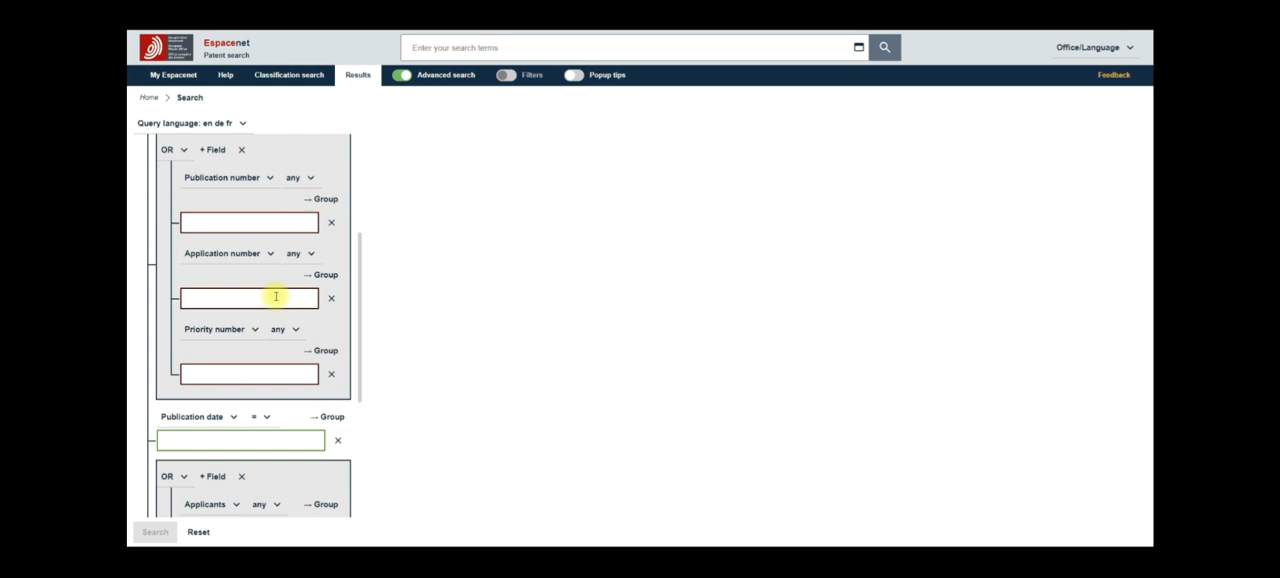 Espacenet
Patent search
Enter your search terms
Office/Language
My Espacenet Help Classification search Results Advanced search Filters Popup tips Feedback
Home > Search
Query language: en de fr
OR + Field ×
Publication number any
→ Group
×
Application number any
→ Group
×
Priority number any
→ Group
×
Publication date = → Group
×
OR + Field ×
Applicants any → Group
Search Reset